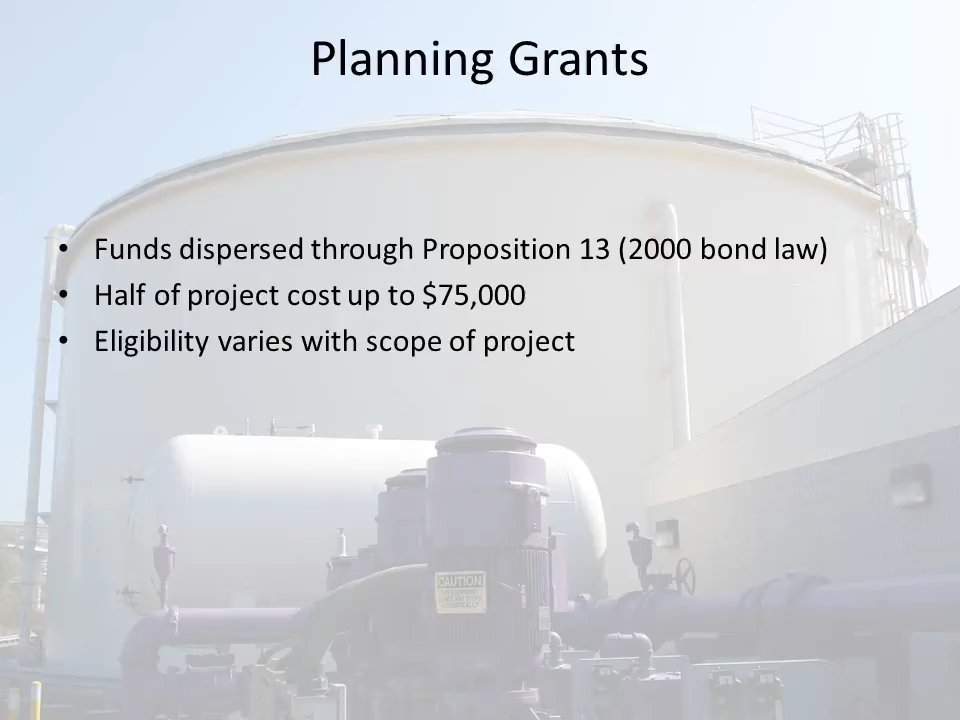 Planning Grants
• Funds dispersed through Proposition 13 (2000 bond law)
• Half of project cost up to $75,000
• Eligibility varies with scope of project
CAUTION